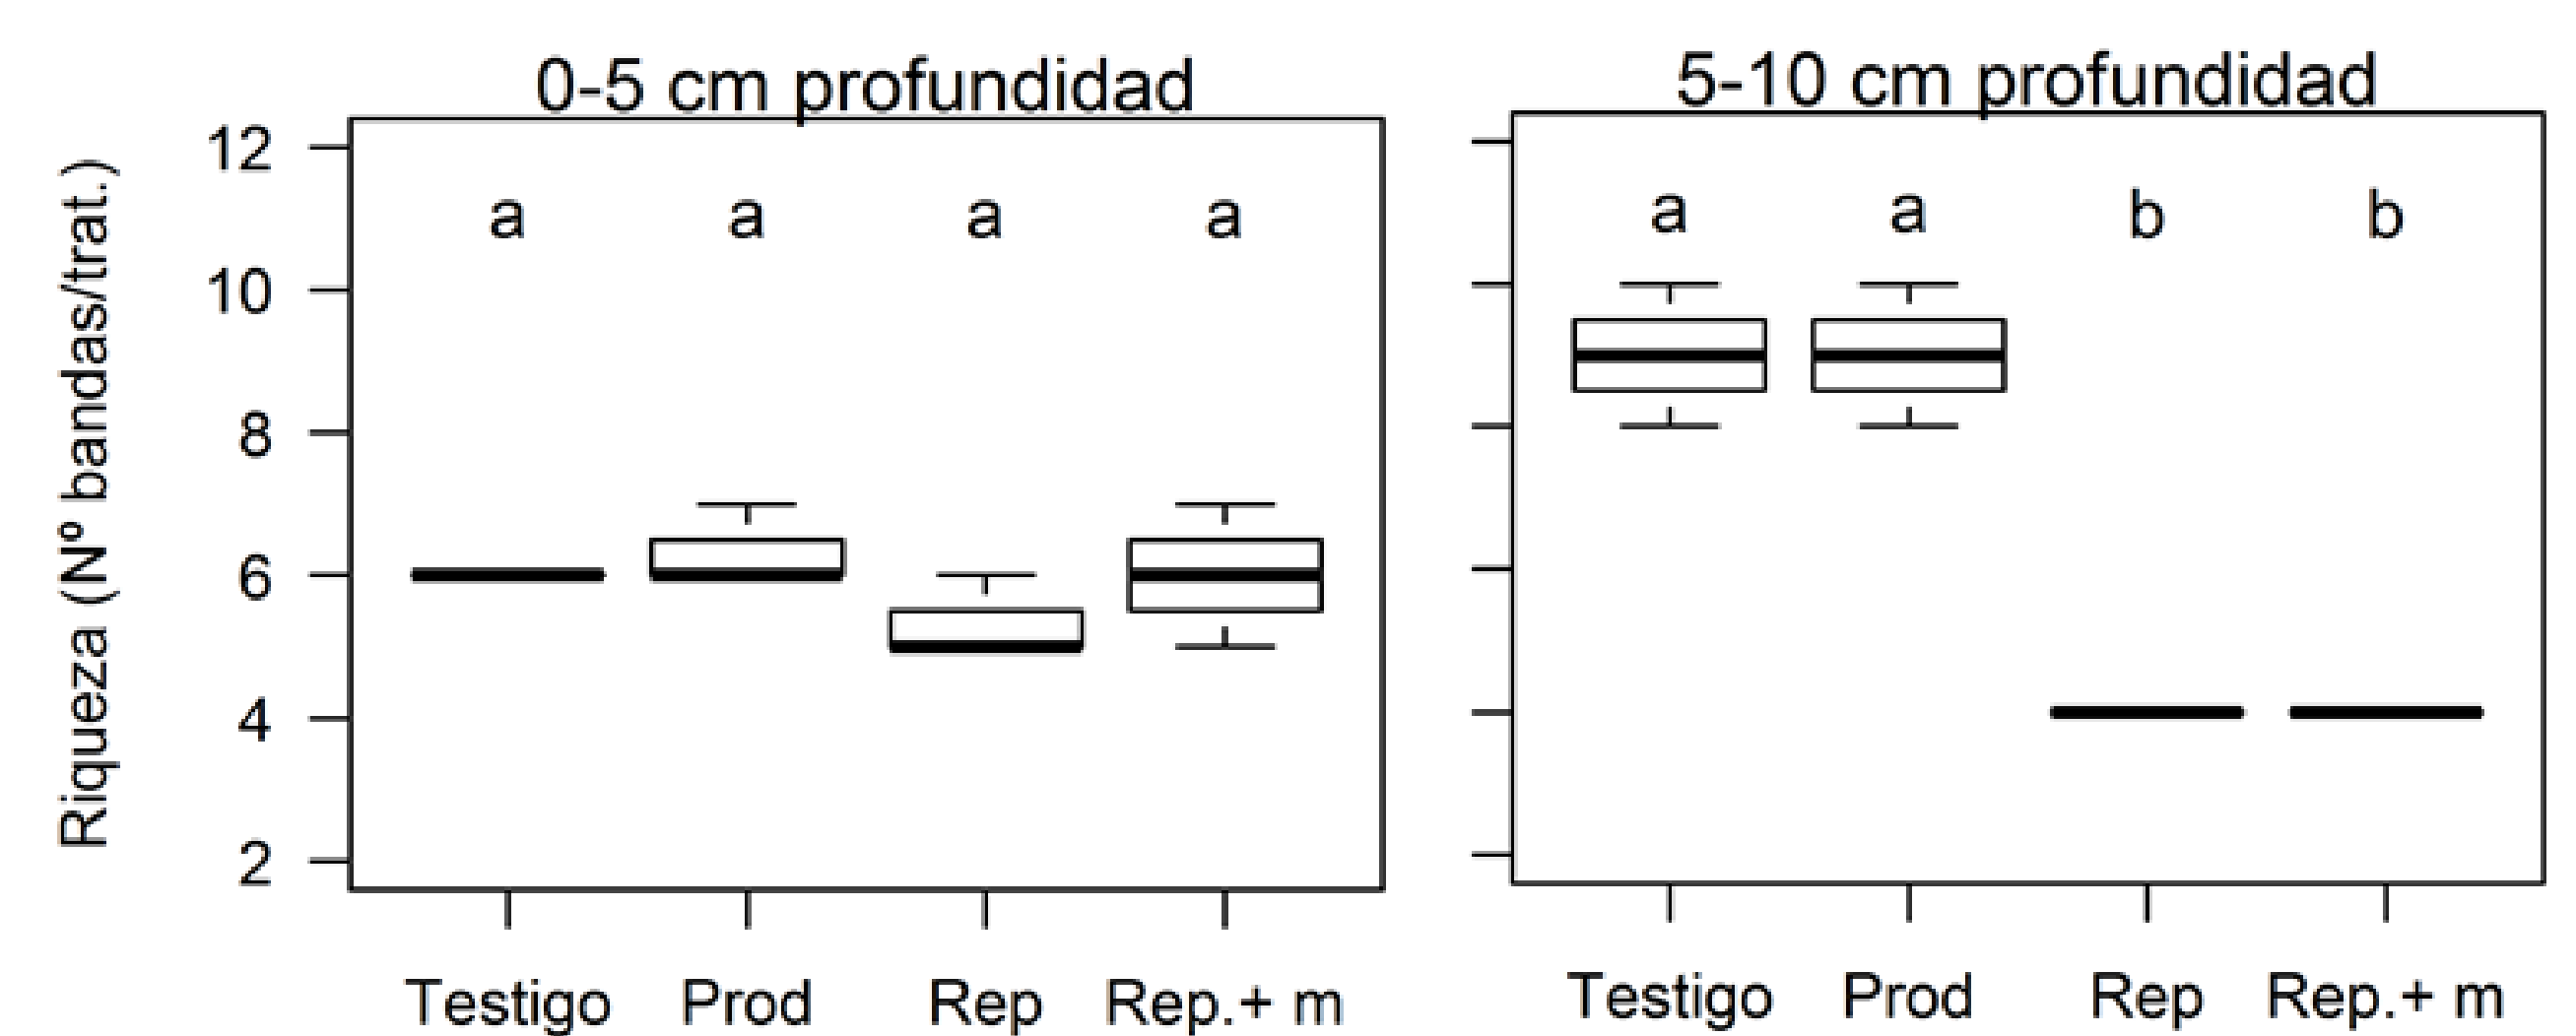 0-5 cm profundidad
5-10 cm profundidad
Riqueza (Nº bandas/trat.)
12
10
8
6
4
2
a a a a
a a b b
Testigo Prod Rep Rep.+ m
Testigo Prod Rep Rep.+ m